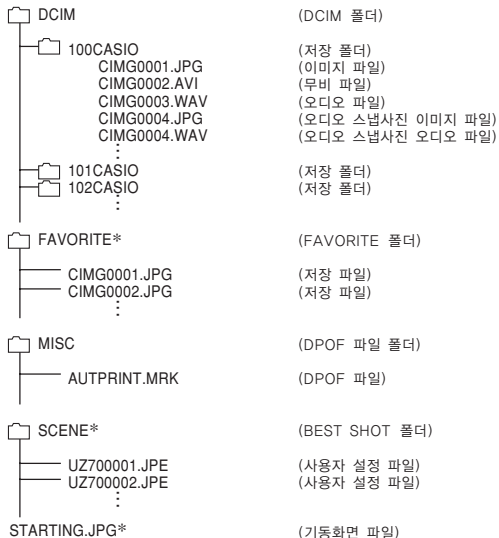 DCIM (DCIM 폴더)
100CASIO (저장 폴더)
CIMG0001.JPG (이미지 파일)
CIMG0002.AVI (무비 파일)
CIMG0003.WAV (오디오 파일)
CIMG0004.JPG (오디오 스냅사진 이미지 파일)
CIMG0004.WAV (오디오 스냅사진 오디오 파일)
101CASIO (저장 폴더)
102CASIO (저장 폴더)
FAVORITE* (FAVORITE 폴더)
CIMG0001.JPG (저장 파일)
CIMG0002.JPG (저장 파일)
MISC (DPOF 파일 폴더)
AUTPRINT.MRK (DPOF 파일)
SCENE* (BEST SHOT 폴더)
UZ700001.JPE (사용자 설정 파일)
UZ700002.JPE (사용자 설정 파일)
STARTING.JPG* (기동화면 파일)